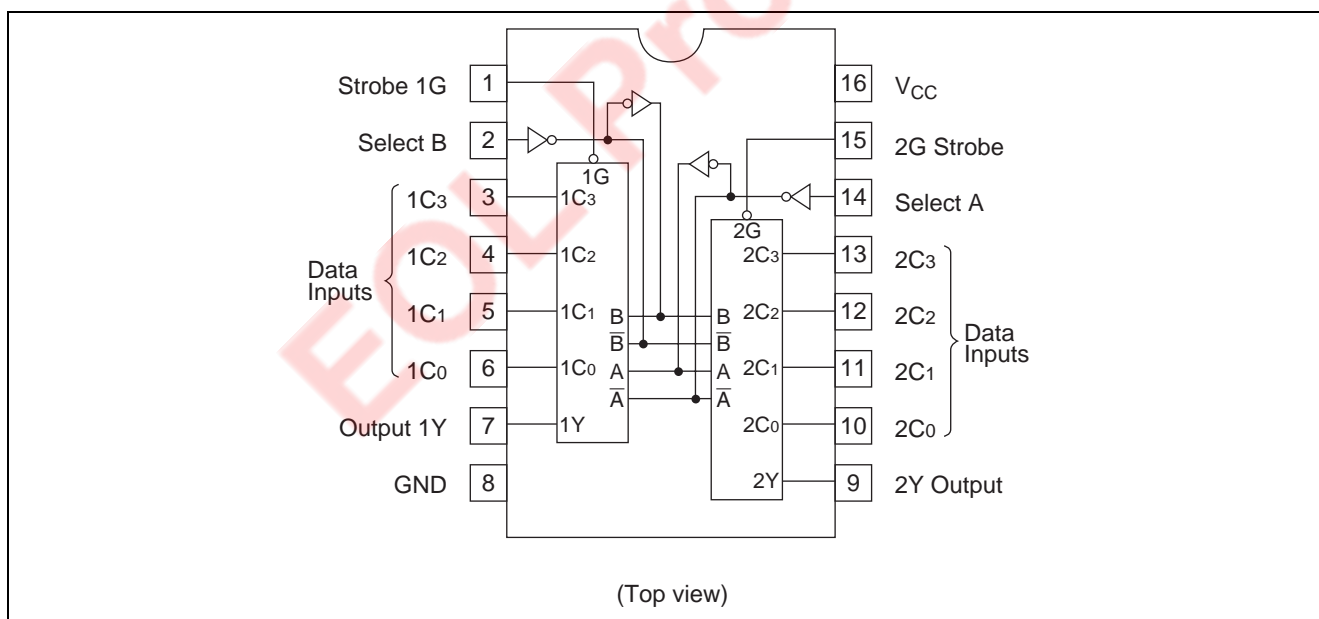 EOL Pro
Strobe 1G 1
Select B 2
1C3 3
1C2 4
1C1 5
1C0 6
Data
Inputs
Output 1Y 7
GND 8
1G
1C3
1C2
1C1
1C0
1Y
B
B̅
A
A̅
2G
2C3
B 2C2
B̅
A 2C1
A̅
2C0
2Y
16 VCC
15 2G Strobe
14 Select A
13 2C3
12 2C2
11 2C1
10 2C0
Data
Inputs
9 2Y Output
(Top view)